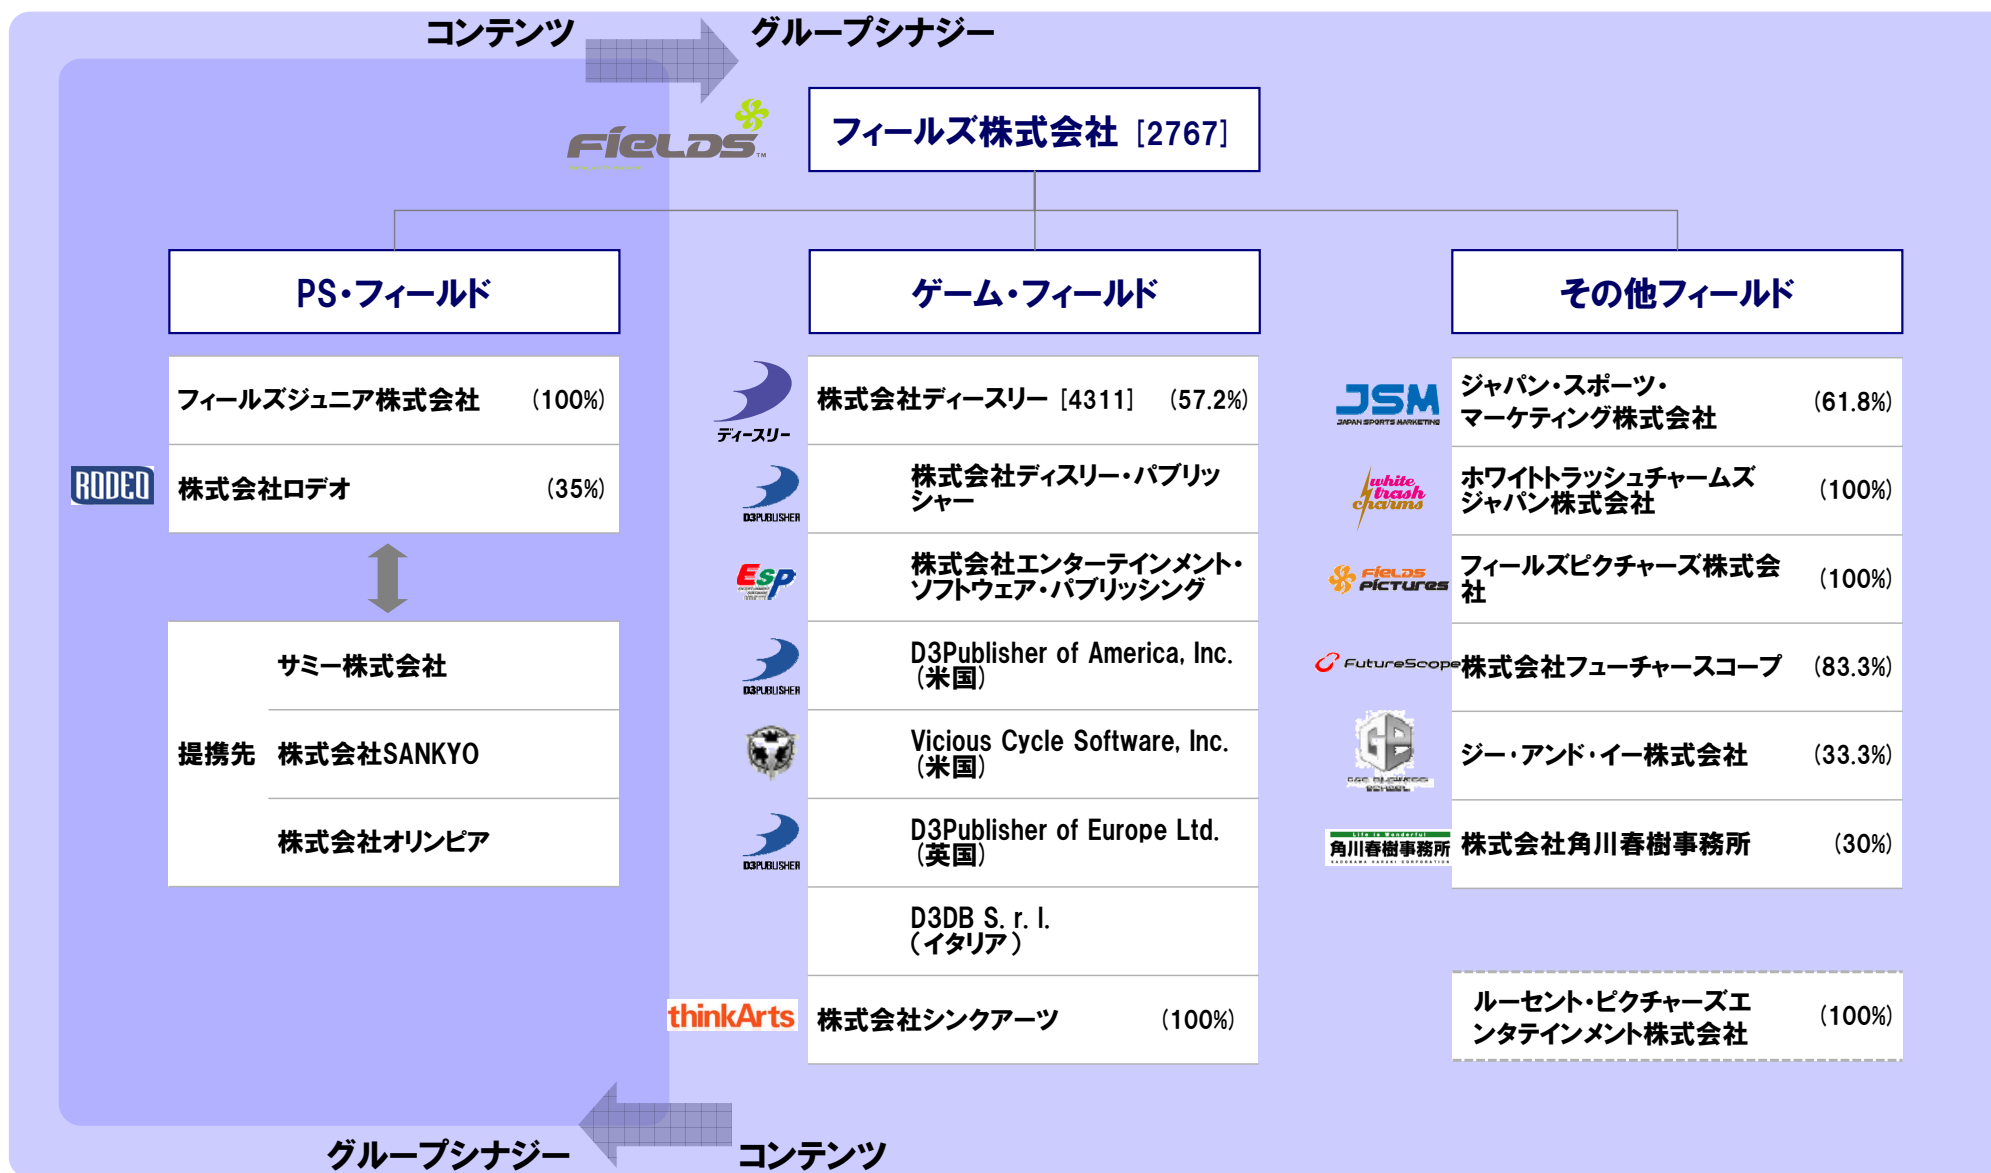 コンテンツ
グループシナジー
FIELDS
TM
フィールズ株式会社 [2767]
PS・フィールド
ゲーム・フィールド
その他フィールド
フィールズジュニア株式会社 (100%)
RODEO
株式会社ロデオ (35%)
提携先
サミー株式会社
株式会社SANKYO
株式会社オリンピア
ディースリー
株式会社ディースリー [4311] (57.2%)
D3PUBLISHER
株式会社ディスリー・パブリッ
シャー
ESP
株式会社エンターテインメント・
ソフトウェア・パブリッシング
D3PUBLISHER
D3Publisher of America, Inc.
(米国)
Vicious Cycle Software, Inc.
(米国)
D3PUBLISHER
D3Publisher of Europe Ltd.
(英国)
D3DB S. r. l.
(イタリア)
thinkArts
株式会社シンクアーツ (100%)
JSM
JAPAN SPORTS MARKETING
ジャパン・スポーツ・
マーケティング株式会社 (61.8%)
white
trash
charms
ホワイトトラッシュチャームズ
ジャパン株式会社 (100%)
FIELDS
PICTURES
フィールズピクチャーズ株式会
社 (100%)
FutureScope
株式会社フューチャースコープ (83.3%)
G&E BUSINESS
SCHOOL
ジー・アンド・イー株式会社 (33.3%)
Life is Wonderful
角川春樹事務所
KADOKAWA HARUKI CORPORATION
株式会社角川春樹事務所 (30%)
ルーセント・ピクチャーズエ
ンタテインメント株式会社 (100%)
グループシナジー
コンテンツ